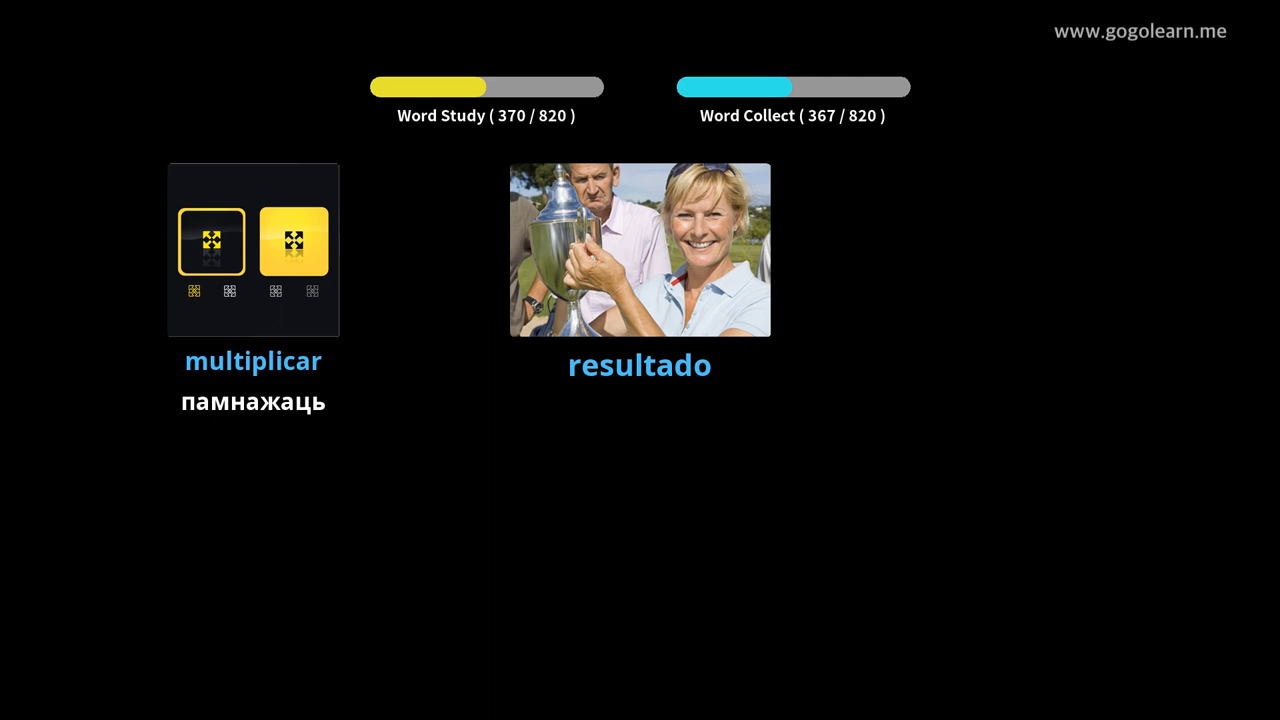 www.gogolearn.me
Word Study ( 370 / 820 )
Word Collect ( 367 / 820 )
multiplicar
памнажаць
resultado